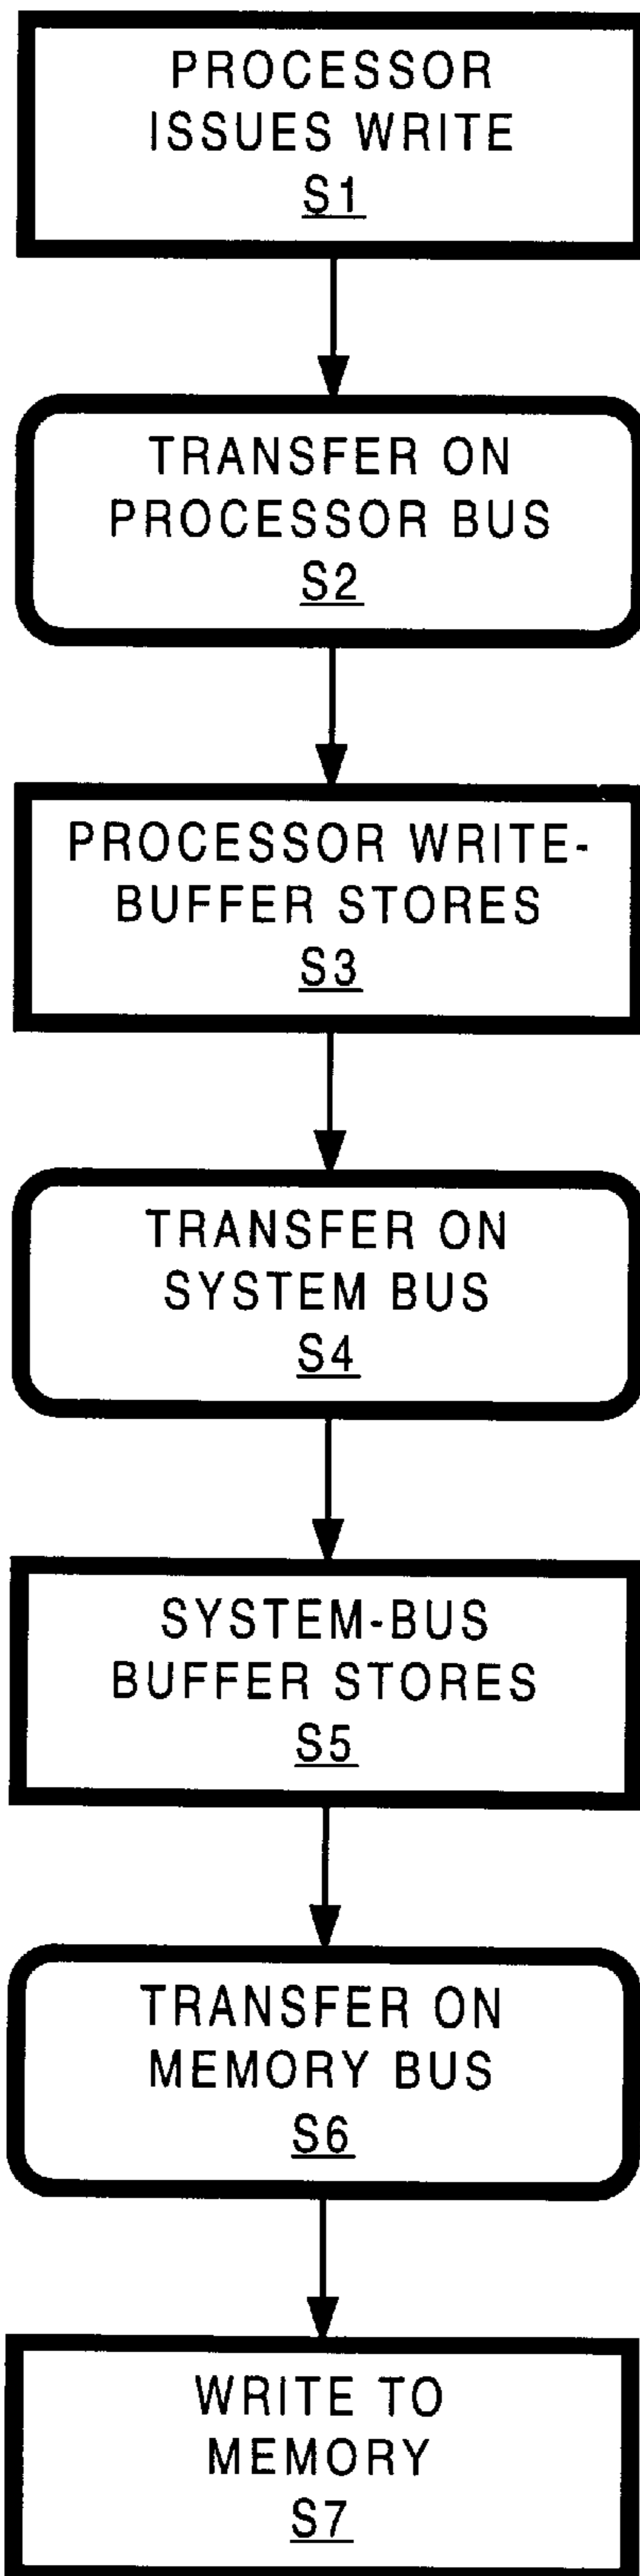 PROCESSOR
ISSUES WRITE
S1
TRANSFER ON
PROCESSOR BUS
S2
PROCESSOR WRITE-
BUFFER STORES
S3
TRANSFER ON
SYSTEM BUS
S4
SYSTEM-BUS
BUFFER STORES
S5
TRANSFER ON
MEMORY BUS
S6
WRITE TO
MEMORY
S7